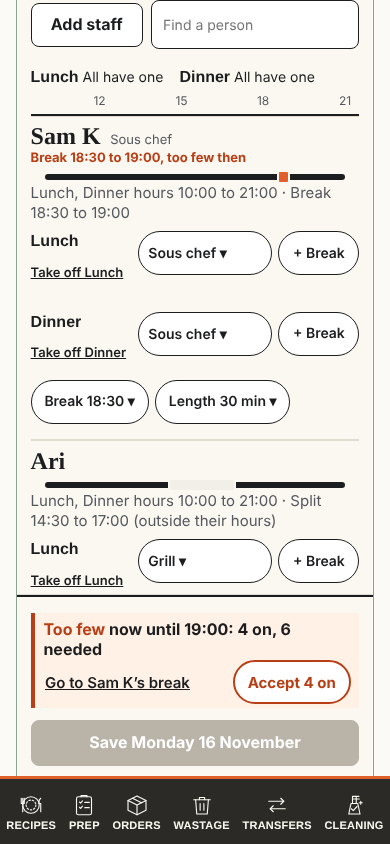 Add staff
Find a person
Lunch All have one Dinner All have one
12 15 18 21
Sam K Sous chef
Break 18:30 to 19:00, too few then
Lunch, Dinner hours 10:00 to 21:00 · Break
18:30 to 19:00
Lunch
Sous chef ▾
+ Break
Take off Lunch
Dinner
Sous chef ▾
+ Break
Take off Dinner
Break 18:30 ▾
Length 30 min ▾
Ari
Lunch, Dinner hours 10:00 to 21:00 · Split
14:30 to 17:00 (outside their hours)
Lunch
Grill ▾
+ Break
Take off Lunch
Too few now until 19:00: 4 on, 6
needed
Go to Sam K’s break
Accept 4 on
Save Monday 16 November
RECIPES PREP ORDERS WASTAGE TRANSFERS CLEANING